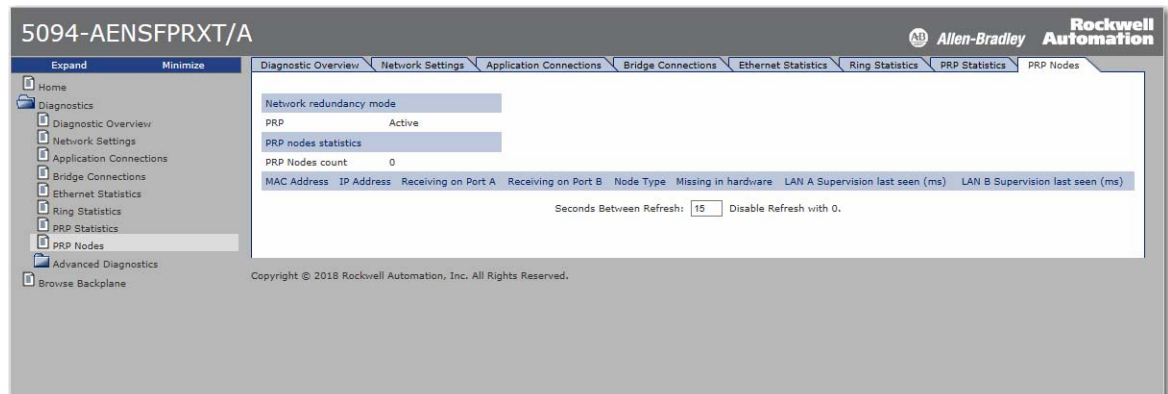 5094-AENSFPRXT/A
AB Allen-Bradley Rockwell Automation
Expand Minimize
Home
Diagnostics
Diagnostic Overview
Network Settings
Application Connections
Bridge Connections
Ethernet Statistics
Ring Statistics
PRP Statistics
PRP Nodes
Advanced Diagnostics
Browse Backplane
Diagnostic Overview Network Settings Application Connections Bridge Connections Ethernet Statistics Ring Statistics PRP Statistics PRP Nodes
Network redundancy mode
PRP Active
PRP nodes statistics
PRP Nodes count 0
MAC Address IP Address Receiving on Port A Receiving on Port B Node Type Missing in hardware LAN A Supervision last seen (ms) LAN B Supervision last seen (ms)
Seconds Between Refresh: 15 Disable Refresh with 0.
Copyright © 2018 Rockwell Automation, Inc. All Rights Reserved.